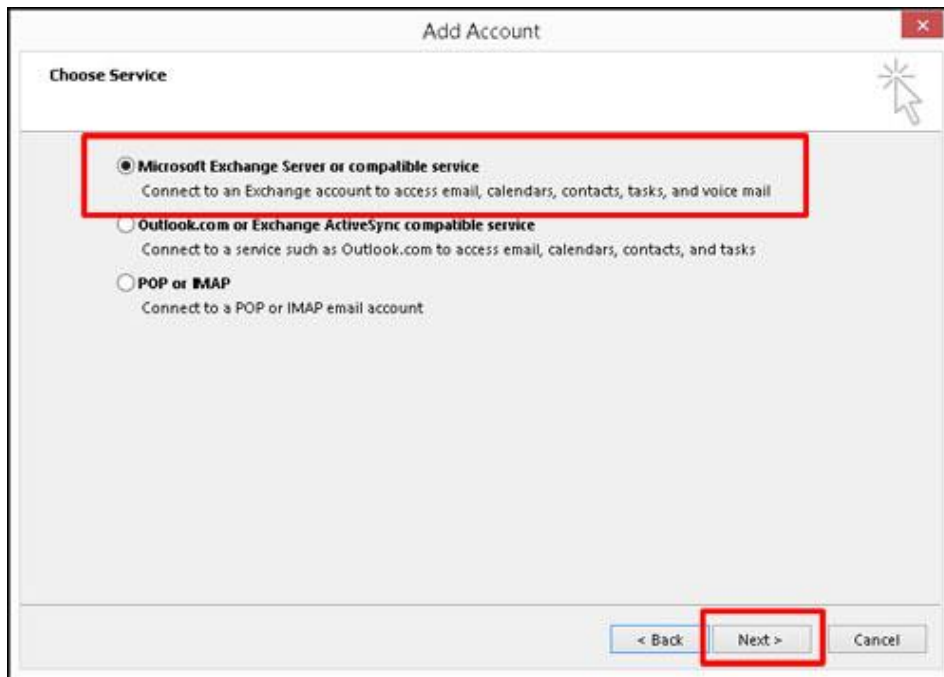 Add Account
Choose Service
Microsoft Exchange Server or compatible service
Connect to an Exchange account to access email, calendars, contacts, tasks, and voice mail
Outlook.com or Exchange ActiveSync compatible service
Connect to a service such as Outlook.com to access email, calendars, contacts, and tasks
POP or IMAP
Connect to a POP or IMAP email account
< Back Next > Cancel